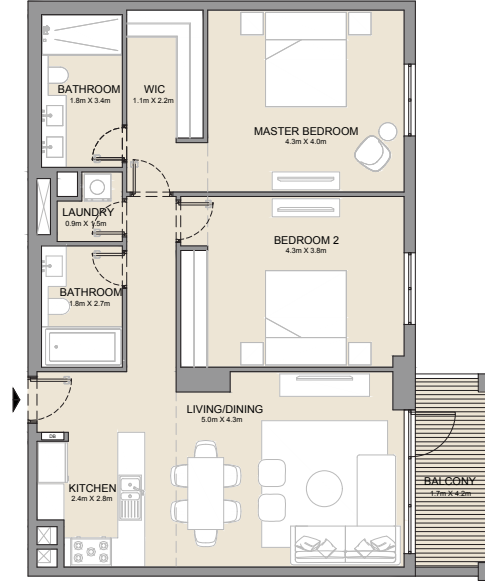 BATHROOM
1.8m X 3.4m
WIC
1.1m X 2.2m
MASTER BEDROOM
4.3m X 4.0m
LAUNDRY
0.9m X 1.5m
BEDROOM 2
4.3m X 3.8m
BATHROOM
1.8m X 2.7m
LIVING/DINING
5.0m X 4.3m
DB
KITCHEN
2.4m X 2.8m
BALCONY
1.7m X 4.2m